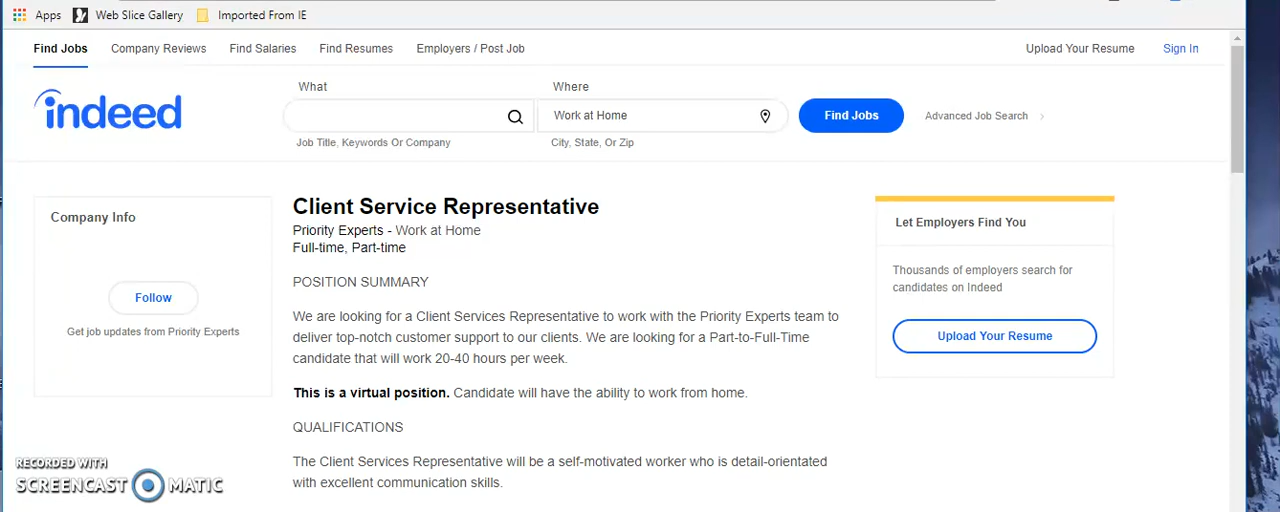 Apps Web Slice Gallery Imported From IE
Find Jobs Company Reviews Find Salaries Find Resumes Employers / Post Job Upload Your Resume Sign In
What Where
indeed Work at Home Find Jobs Advanced Job Search
Job Title, Keywords Or Company City, State, Or Zip
Company Info
Follow
Get job updates from Priority Experts
Client Service Representative
Priority Experts - Work at Home
Full-time, Part-time
POSITION SUMMARY
We are looking for a Client Services Representative to work with the Priority Experts team to
deliver top-notch customer support to our clients. We are looking for a Part-to-Full-Time
candidate that will work 20-40 hours per week.
This is a virtual position. Candidate will have the ability to work from home.
QUALIFICATIONS
The Client Services Representative will be a self-motivated worker who is detail-orientated
with excellent communication skills.
Let Employers Find You
Thousands of employers search for
candidates on Indeed
Upload Your Resume
RECORDED WITH
SCREENCAST MATIC